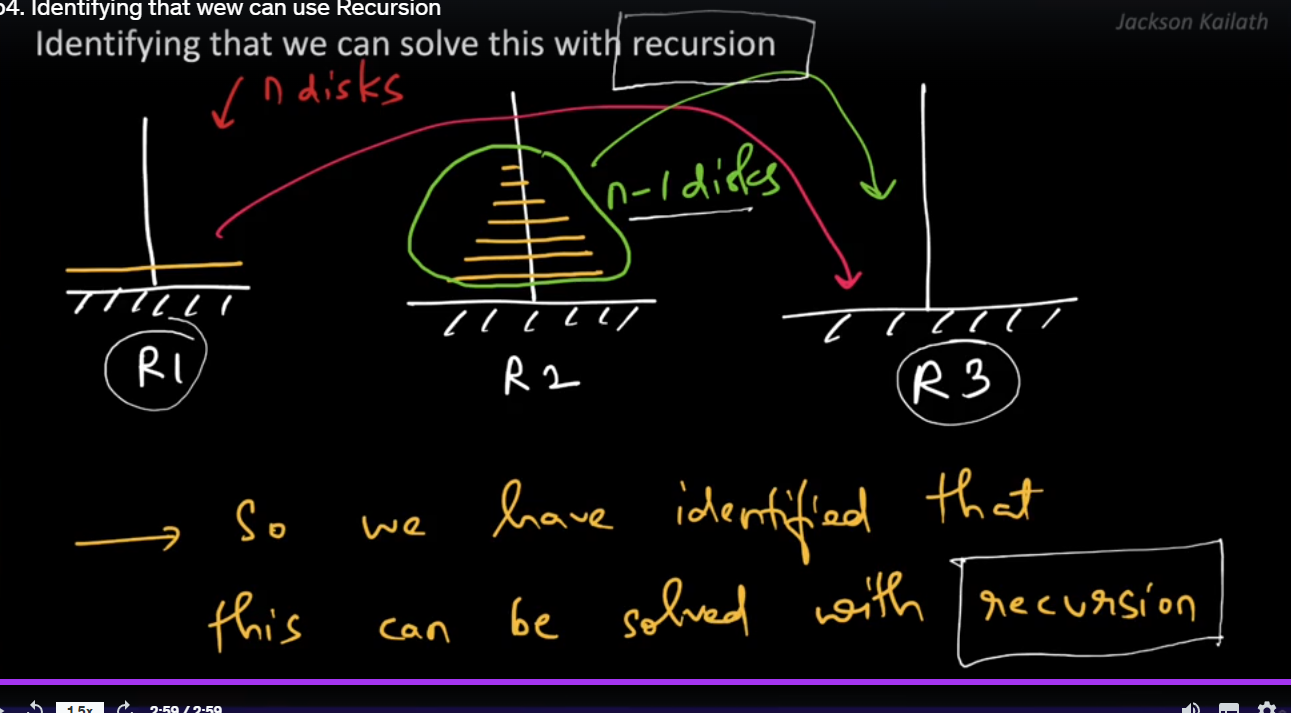 54. Identifying that wew can use Recursion
Jackson Kailath
Identifying that we can solve this with recursion
n disks
n-1 disks
R1
R2
R3
So we have identified that
this can be solved with recursion
1.5x 2:59 / 2:59